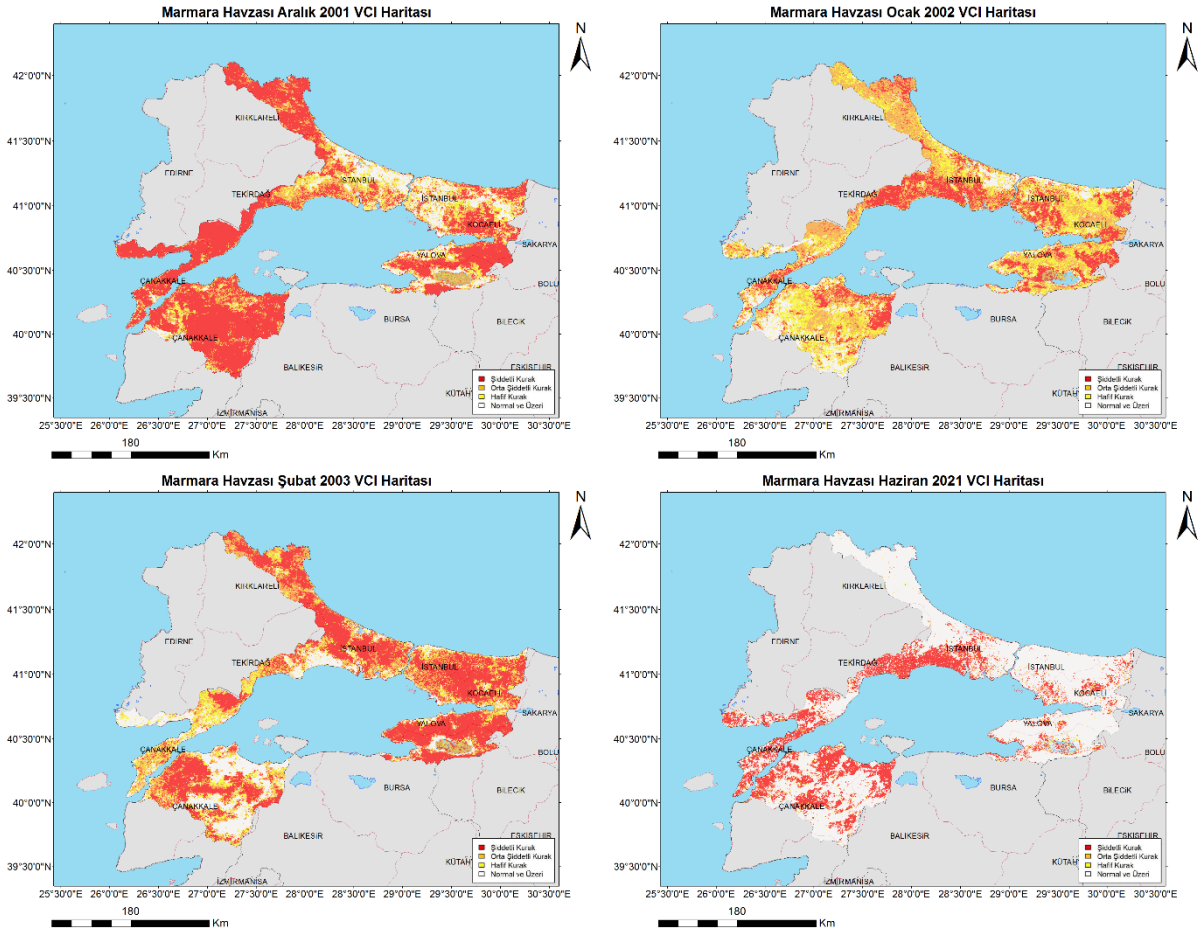 Marmara Havzası Aralık 2001 VCI Haritası
N
42°0'0"N
41°30'0"N
41°0'0"N
40°30'0"N
40°0'0"N
39°30'0"N
KIRKLARELİ
EDİRNE
İSTANBUL
TEKİRDAĞ
İSTANBUL
KOCAELİ
SAKARYA
YALOVA
ÇANAKKALE
BOLU
BURSA
BİLECİK
ÇANAKKALE
BALIKESİR
ESKİŞEHİR
KÜTAH
İZMİRMANİSA
Şiddetli Kurak
Orta Şiddetli Kurak
Hafif Kurak
Normal ve Üzeri
25°30'0"E 26°0'0"E 26°30'0"E 27°0'0"E 27°30'0"E 28°0'0"E 28°30'0"E 29°0'0"E 29°30'0"E 30°0'0"E 30°30'0"E
180
Km
Marmara Havzası Ocak 2002 VCI Haritası
N
42°0'0"N
41°30'0"N
41°0'0"N
40°30'0"N
40°0'0"N
39°30'0"N
KIRKLARELİ
EDİRNE
İSTANBUL
TEKİRDAĞ
İSTANBUL
KOCAELİ
SAKARYA
YALOVA
ÇANAKKALE
BOLU
BURSA
BİLECİK
ÇANAKKALE
BALIKESİR
ESKİŞEHİR
KÜTAH
İZMİRMANİSA
Şiddetli Kurak
Orta Şiddetli Kurak
Hafif Kurak
Normal ve Üzeri
25°30'0"E 26°0'0"E 26°30'0"E 27°0'0"E 27°30'0"E 28°0'0"E 28°30'0"E 29°0'0"E 29°30'0"E 30°0'0"E 30°30'0"E
180
Km
Marmara Havzası Şubat 2003 VCI Haritası
N
42°0'0"N
41°30'0"N
41°0'0"N
40°30'0"N
40°0'0"N
39°30'0"N
KIRKLARELİ
EDİRNE
İSTANBUL
TEKİRDAĞ
İSTANBUL
KOCAELİ
SAKARYA
YALOVA
ÇANAKKALE
BOLU
BURSA
BİLECİK
ÇANAKKALE
BALIKESİR
ESKİŞEHİR
KÜTAH
İZMİRMANİSA
Şiddetli Kurak
Orta Şiddetli Kurak
Hafif Kurak
Normal ve Üzeri
25°30'0"E 26°0'0"E 26°30'0"E 27°0'0"E 27°30'0"E 28°0'0"E 28°30'0"E 29°0'0"E 29°30'0"E 30°0'0"E 30°30'0"E
180
Km
Marmara Havzası Haziran 2021 VCI Haritası
N
42°0'0"N
41°30'0"N
41°0'0"N
40°30'0"N
40°0'0"N
39°30'0"N
KIRKLARELİ
EDİRNE
İSTANBUL
TEKİRDAĞ
İSTANBUL
KOCAELİ
SAKARYA
YALOVA
ÇANAKKALE
BOLU
BURSA
BİLECİK
ÇANAKKALE
BALIKESİR
ESKİŞEHİR
KÜTAH
İZMİRMANİSA
Şiddetli Kurak
Orta Şiddetli Kurak
Hafif Kurak
Normal ve Üzeri
25°30'0"E 26°0'0"E 26°30'0"E 27°0'0"E 27°30'0"E 28°0'0"E 28°30'0"E 29°0'0"E 29°30'0"E 30°0'0"E 30°30'0"E
180
Km